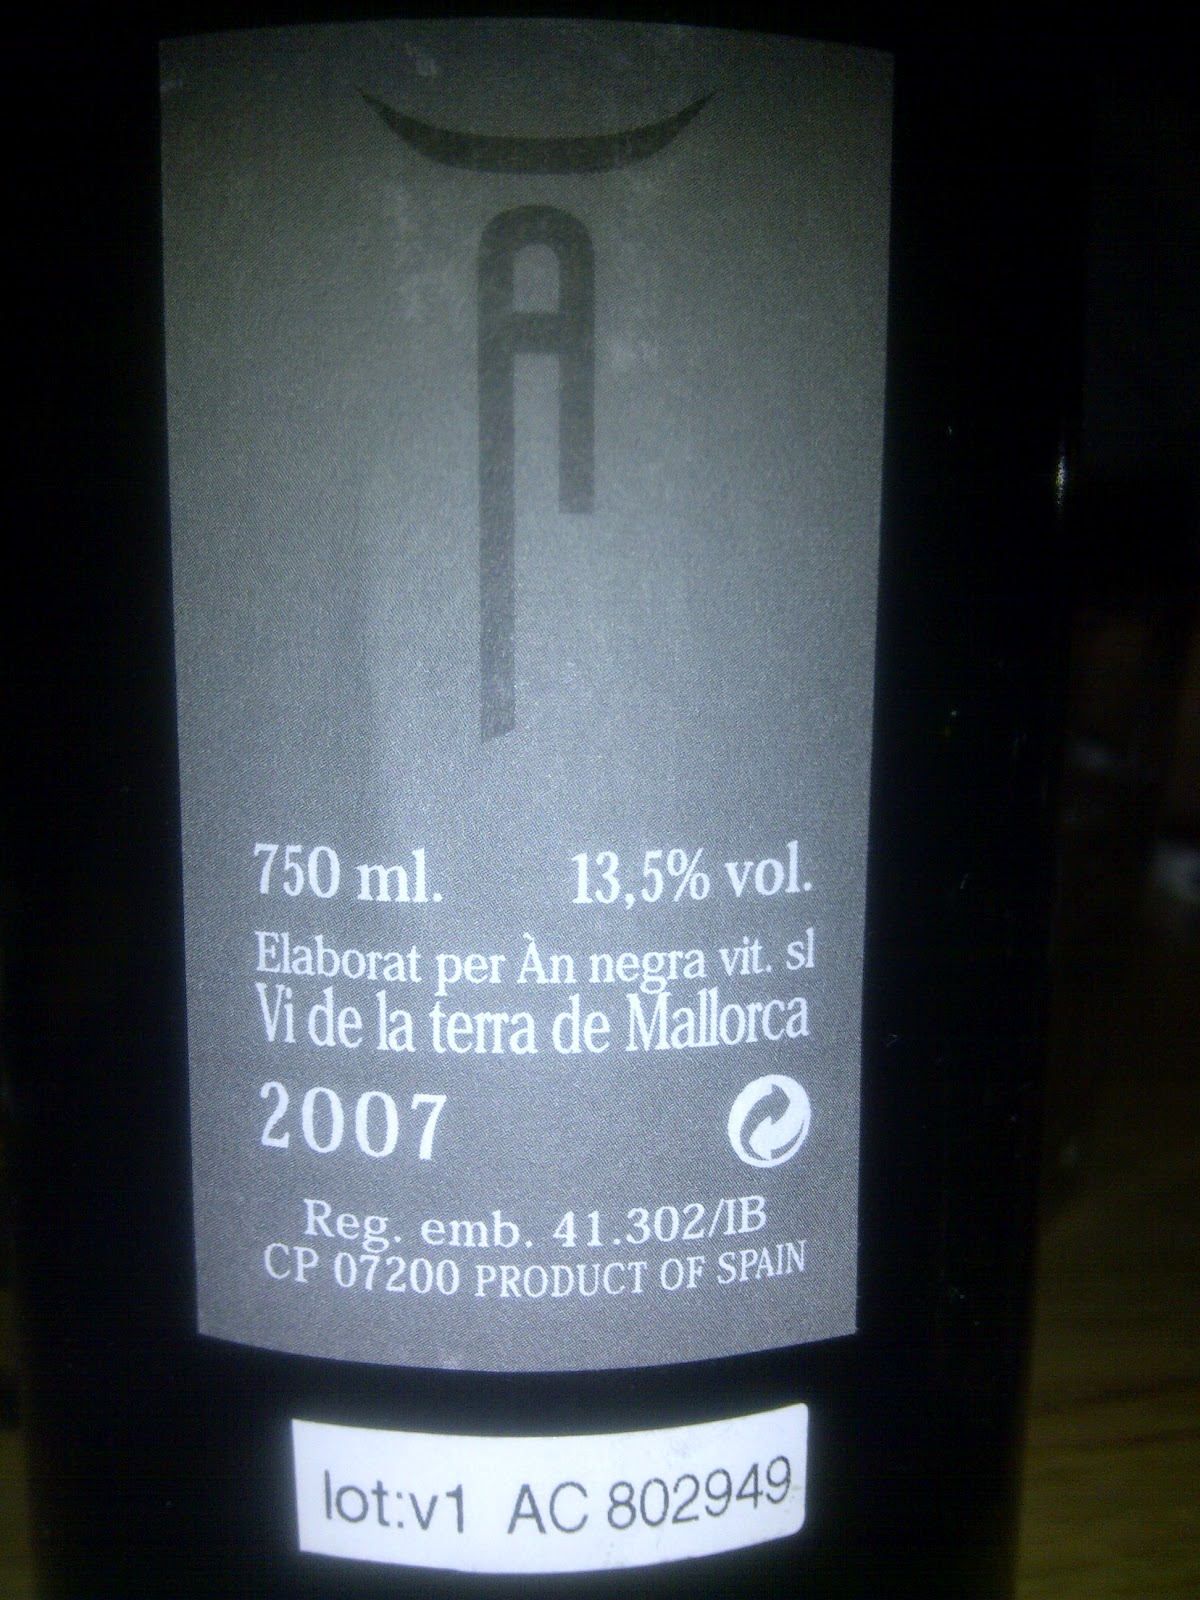 A
750 ml. 13,5% vol.
Elaborat per Àn negra vit. sl
Vi de la terra de Mallorca
2007
Reg. emb. 41.302/IB
CP 07200 PRODUCT OF SPAIN
lot:v1 AC 802949